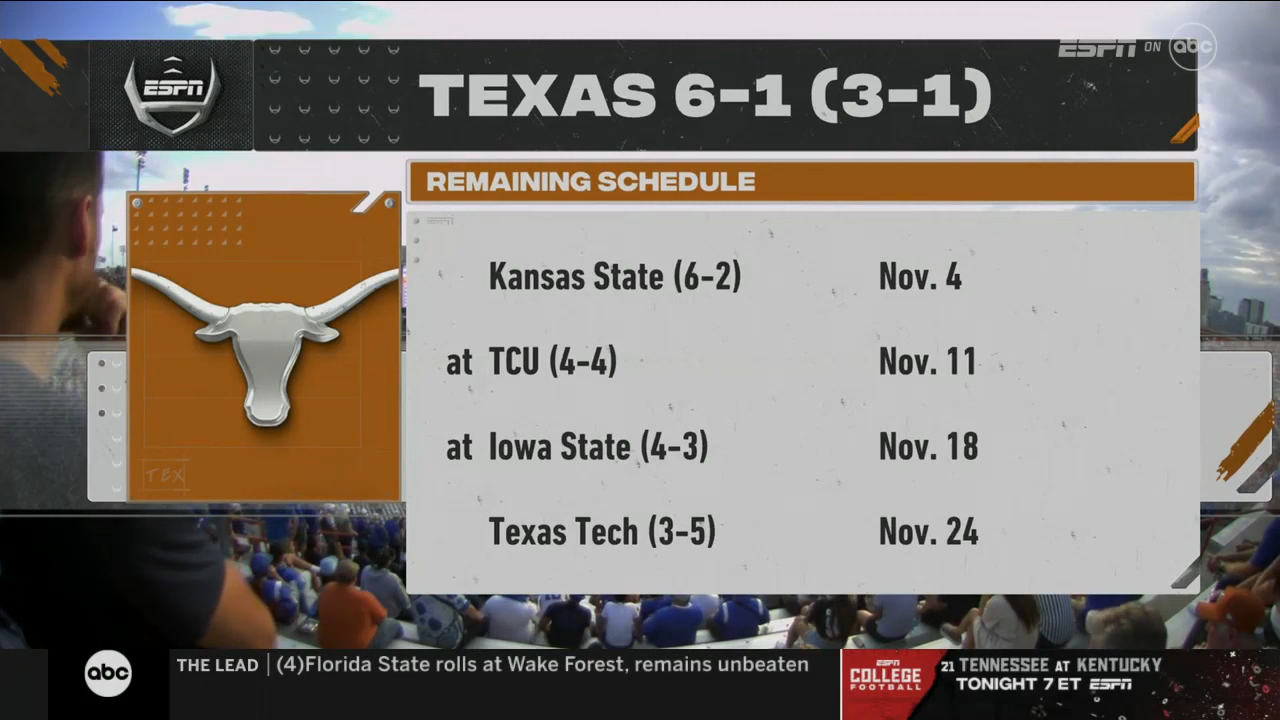 ESPN ON abc
ESPN
TEXAS 6-1 (3-1)
REMAINING SCHEDULE
ESPN
Kansas State (6-2) Nov. 4
at TCU (4-4) Nov. 11
at Iowa State (4-3) Nov. 18
Texas Tech (3-5) Nov. 24
TEX
abc
THE LEAD | (4)Florida State rolls at Wake Forest, remains unbeaten
ESPN
COLLEGE
FOOTBALL
21 TENNESSEE AT KENTUCKY
TONIGHT 7 ET ESPN